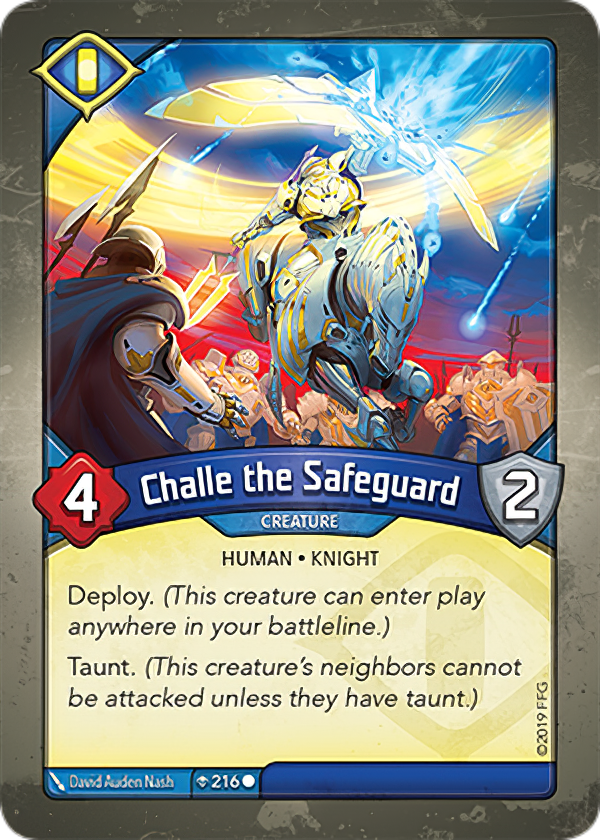 4
Challe the Safeguard
2
CREATURE
HUMAN • KNIGHT
Deploy. (This creature can enter play
anywhere in your battleline.)
Taunt. (This creature's neighbors cannot
be attacked unless they have taunt.)
©2019 FFG
David Auden Nash
216